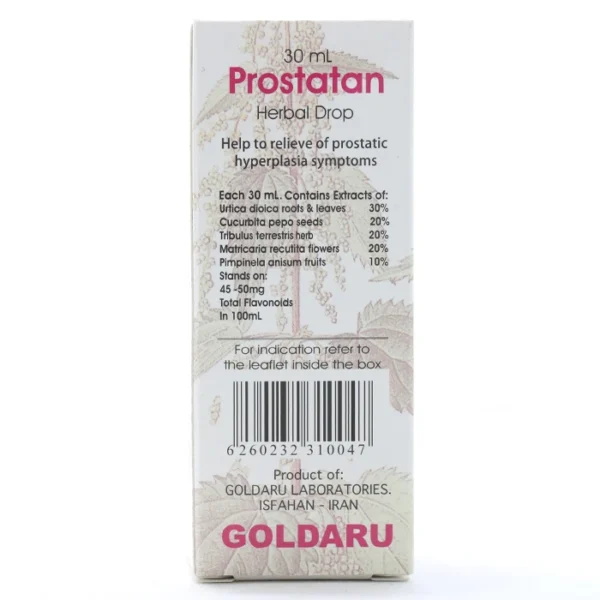 30 mL
Prostatan
Herbal Drop
Help to relieve of prostatic
hyperplasia symptoms
Each 30 mL. Contains Extracts of:
Urtica dioica roots & leaves 30%
Cucurbita pepo seeds 20%
Tribulus terrestris herb 20%
Matricaria recutita flowers 20%
Pimpinela anisum fruits 10%
Stands on:
45 -50mg
Total Flavonoids
In 100mL
For indication refer to
the leaflet inside the box
6 260232 310047
Product of:
GOLDARU LABORATORIES.
ISFAHAN - IRAN
GOLDARU